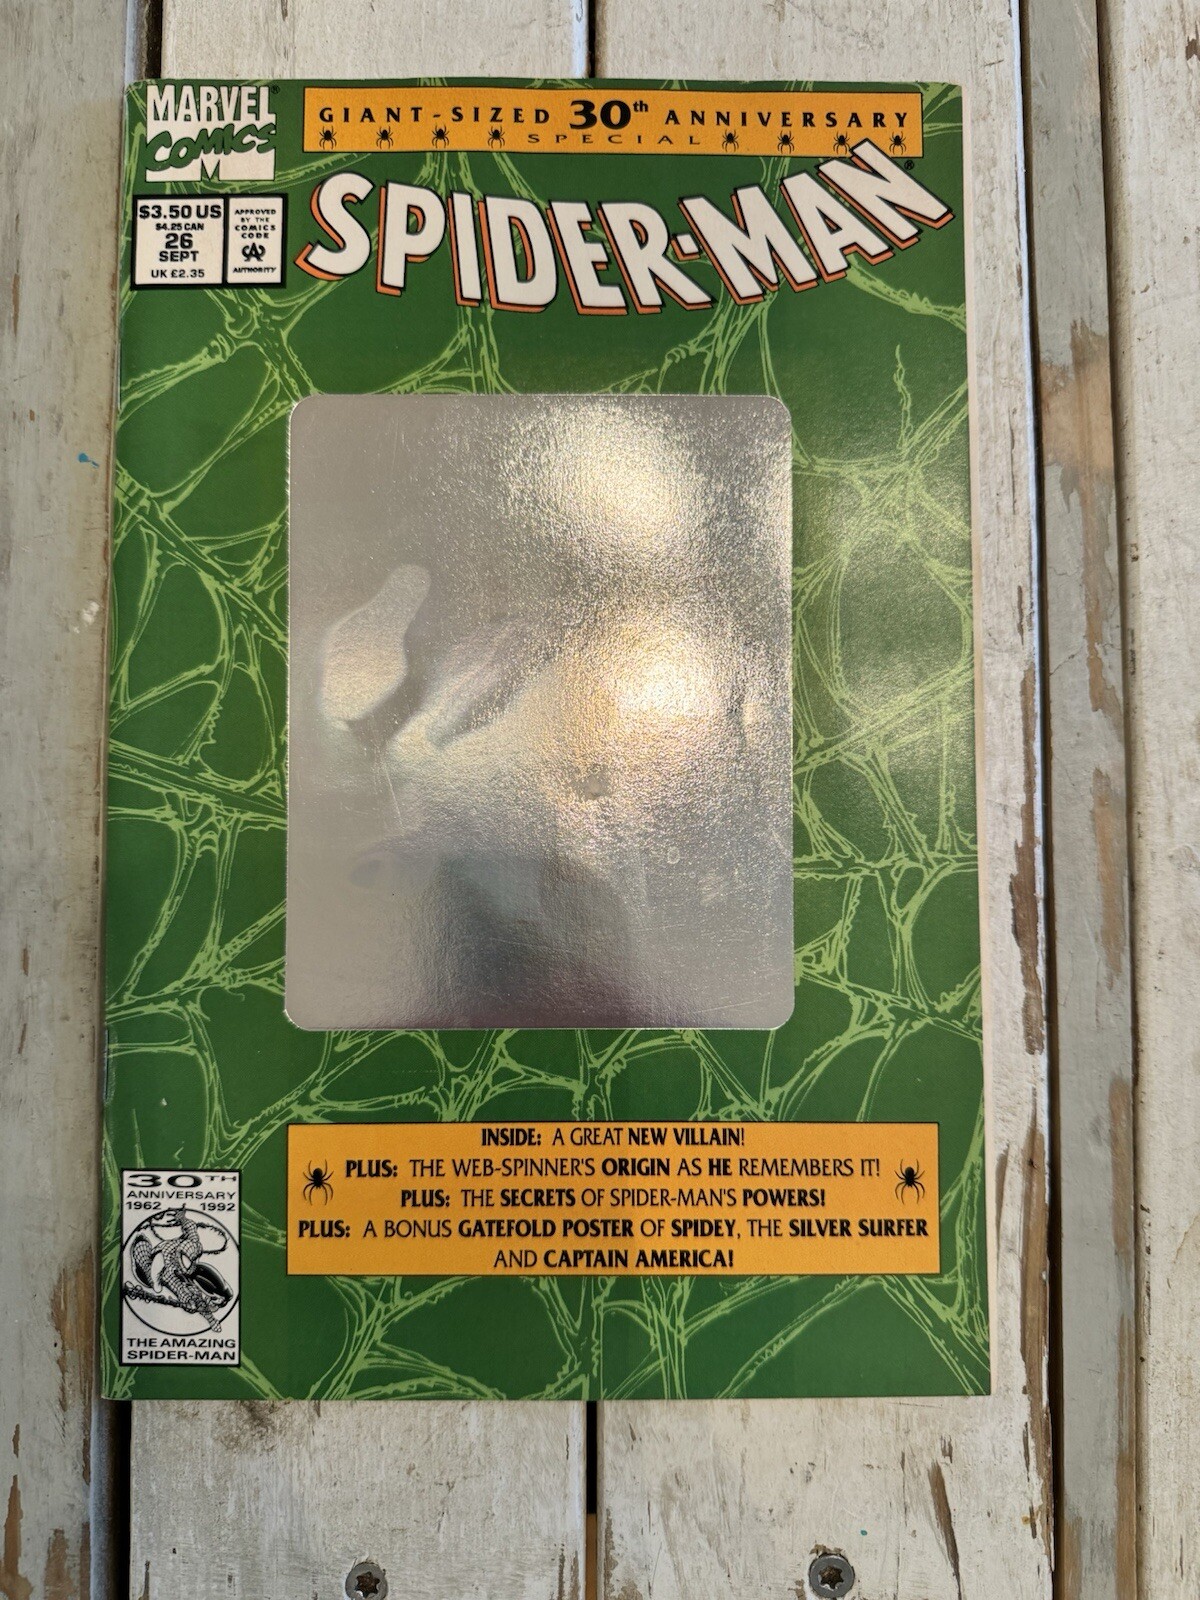 MARVEL®
COMICS
M
GIANT-SIZED 30th ANNIVERSARY
SPECIAL
SPIDER-MAN®
$3.50 US
$4.25 CAN
26
SEPT
UK £2.35
APPROVED
BY THE
COMICS
CODE
CA
AUTHORITY
INSIDE: A GREAT NEW VILLAIN!
PLUS: THE WEB-SPINNER'S ORIGIN AS HE REMEMBERS IT!
PLUS: THE SECRETS OF SPIDER-MAN'S POWERS!
PLUS: A BONUS GATEFOLD POSTER OF SPIDEY, THE SILVER SURFER
AND CAPTAIN AMERICA!
30TH
ANNIVERSARY
1962 1992
THE AMAZING
SPIDER-MAN